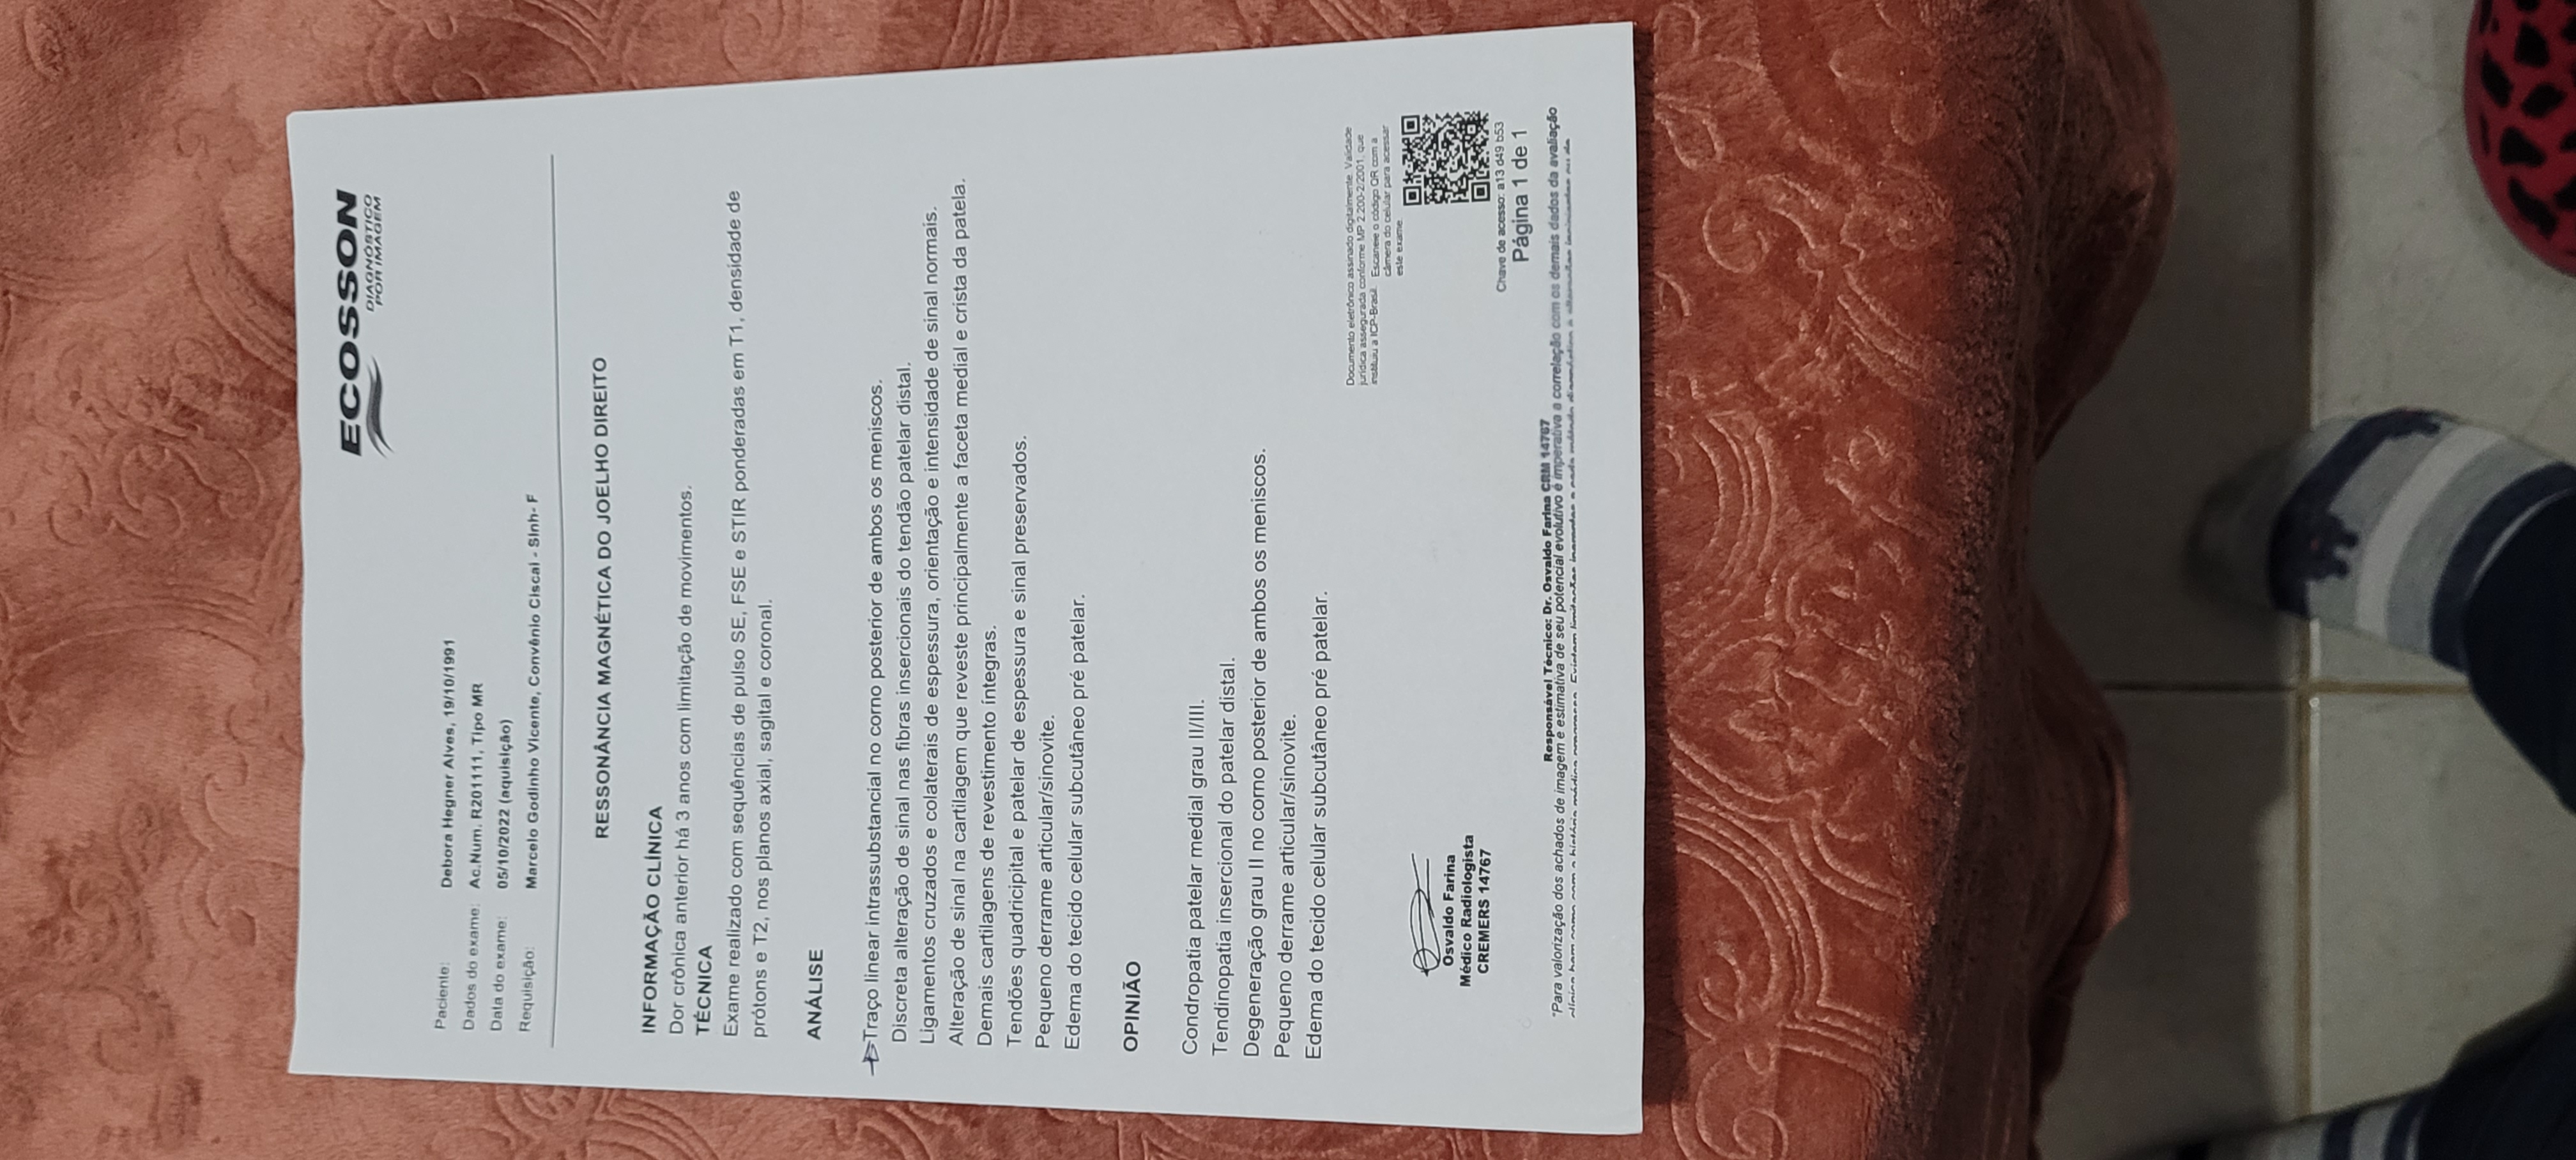 ECOSSON
DIAGNÓSTICO
POR IMAGEM
Paciente: Debora Hegner Alves, 19/10/1991
Dados do exame: Ac.Num. R201111, Tipo MR
Data do exame: 05/10/2022 (aquisição)
Requisição: Marcelo Godinho Vicente, Convênio Ciscai - Sinh- F
RESSONÂNCIA MAGNÉTICA DO JOELHO DIREITO
INFORMAÇÃO CLÍNICA
Dor crônica anterior há 3 anos com limitação de movimentos.
TÉCNICA
Exame realizado com sequências de pulso SE, FSE e STIR ponderadas em T1, densidade de
prótons e T2, nos planos axial, sagital e coronal.
ANÁLISE
Traço linear intrassubstancial no corno posterior de ambos os meniscos.
Discreta alteração de sinal nas fibras insercionais do tendão patelar distal.
Ligamentos cruzados e colaterais de espessura, orientação e intensidade de sinal normais.
Alteração de sinal na cartilagem que reveste principalmente a faceta medial e crista da patela.
Demais cartilagens de revestimento íntegras.
Tendões quadricipital e patelar de espessura e sinal preservados.
Pequeno derrame articular/sinovite.
Edema do tecido celular subcutâneo pré patelar.
OPINIÃO
Condropatia patelar medial grau II/III.
Tendinopatia insercional do patelar distal.
Degeneração grau II no corno posterior de ambos os meniscos.
Pequeno derrame articular/sinovite.
Edema do tecido celular subcutâneo pré patelar.
Documento eletrônico assinado digitalmente. Validade
jurídica assegurada conforme MP 2.200-2/2001, que
instituiu a ICP-Brasil. Escaneie o código QR com a
câmera do celular para acessar
este exame.
Osvaldo Farina
Médico Radiologista
CREMERS 14767
Chave de acesso: a13 d49 b53
Página 1 de 1
Responsável Técnico: Dr. Osvaldo Farina CRM 14767
"Para valorização dos achados de imagem e estimativa de seu potencial evolutivo é imperativa a correlação com os demais dados da avaliação